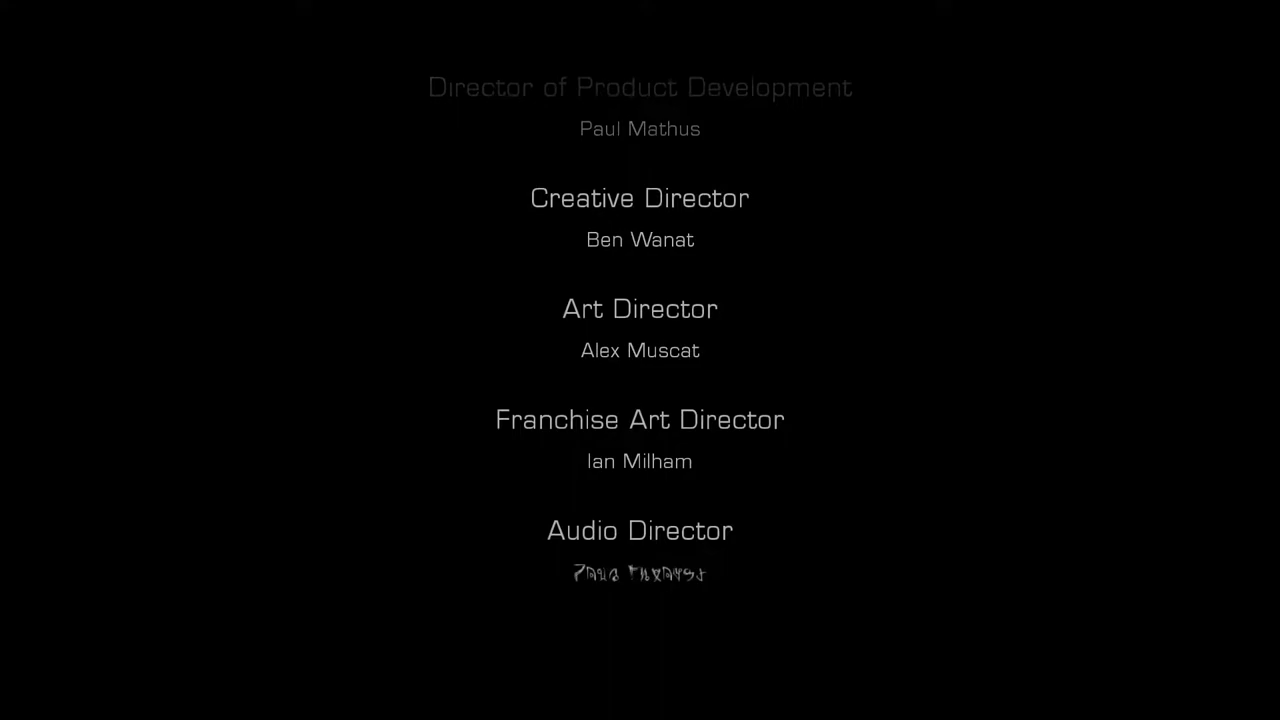 Director of Product Development
Paul Mathus
Creative Director
Ben Wanat
Art Director
Alex Muscat
Franchise Art Director
Ian Milham
Audio Director